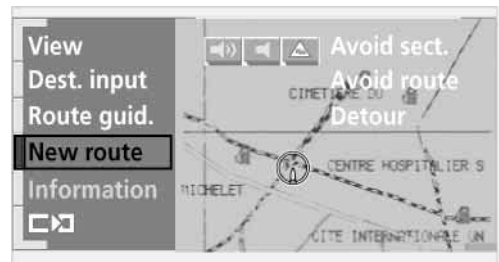 View
Dest. input
Route guid.
New route
Information
Avoid sect.
Avoid route
Detour
CIMETIERE DU
CENTRE HOSPITALIER S
MICHELET
CITE INTERNATIONALE UN